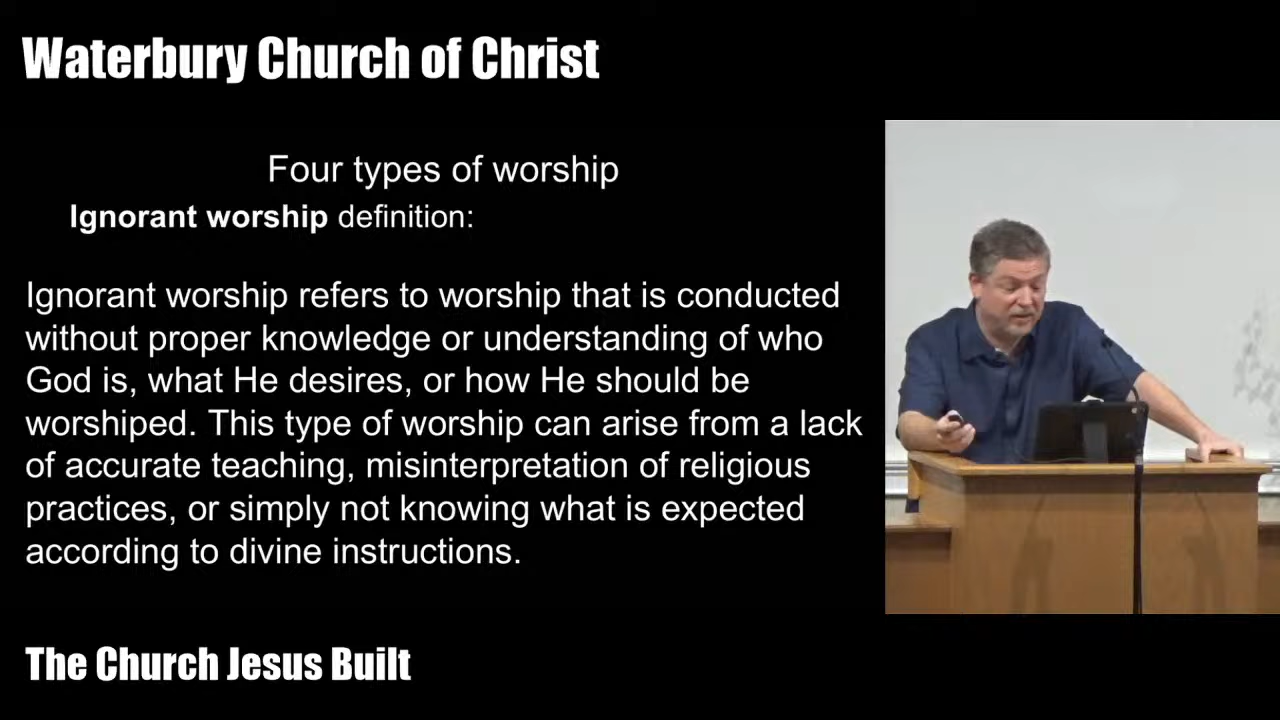 Waterbury Church of Christ
Four types of worship
Ignorant worship definition:
Ignorant worship refers to worship that is conducted
without proper knowledge or understanding of who
God is, what He desires, or how He should be
worshiped. This type of worship can arise from a lack
of accurate teaching, misinterpretation of religious
practices, or simply not knowing what is expected
according to divine instructions.
The Church Jesus Built